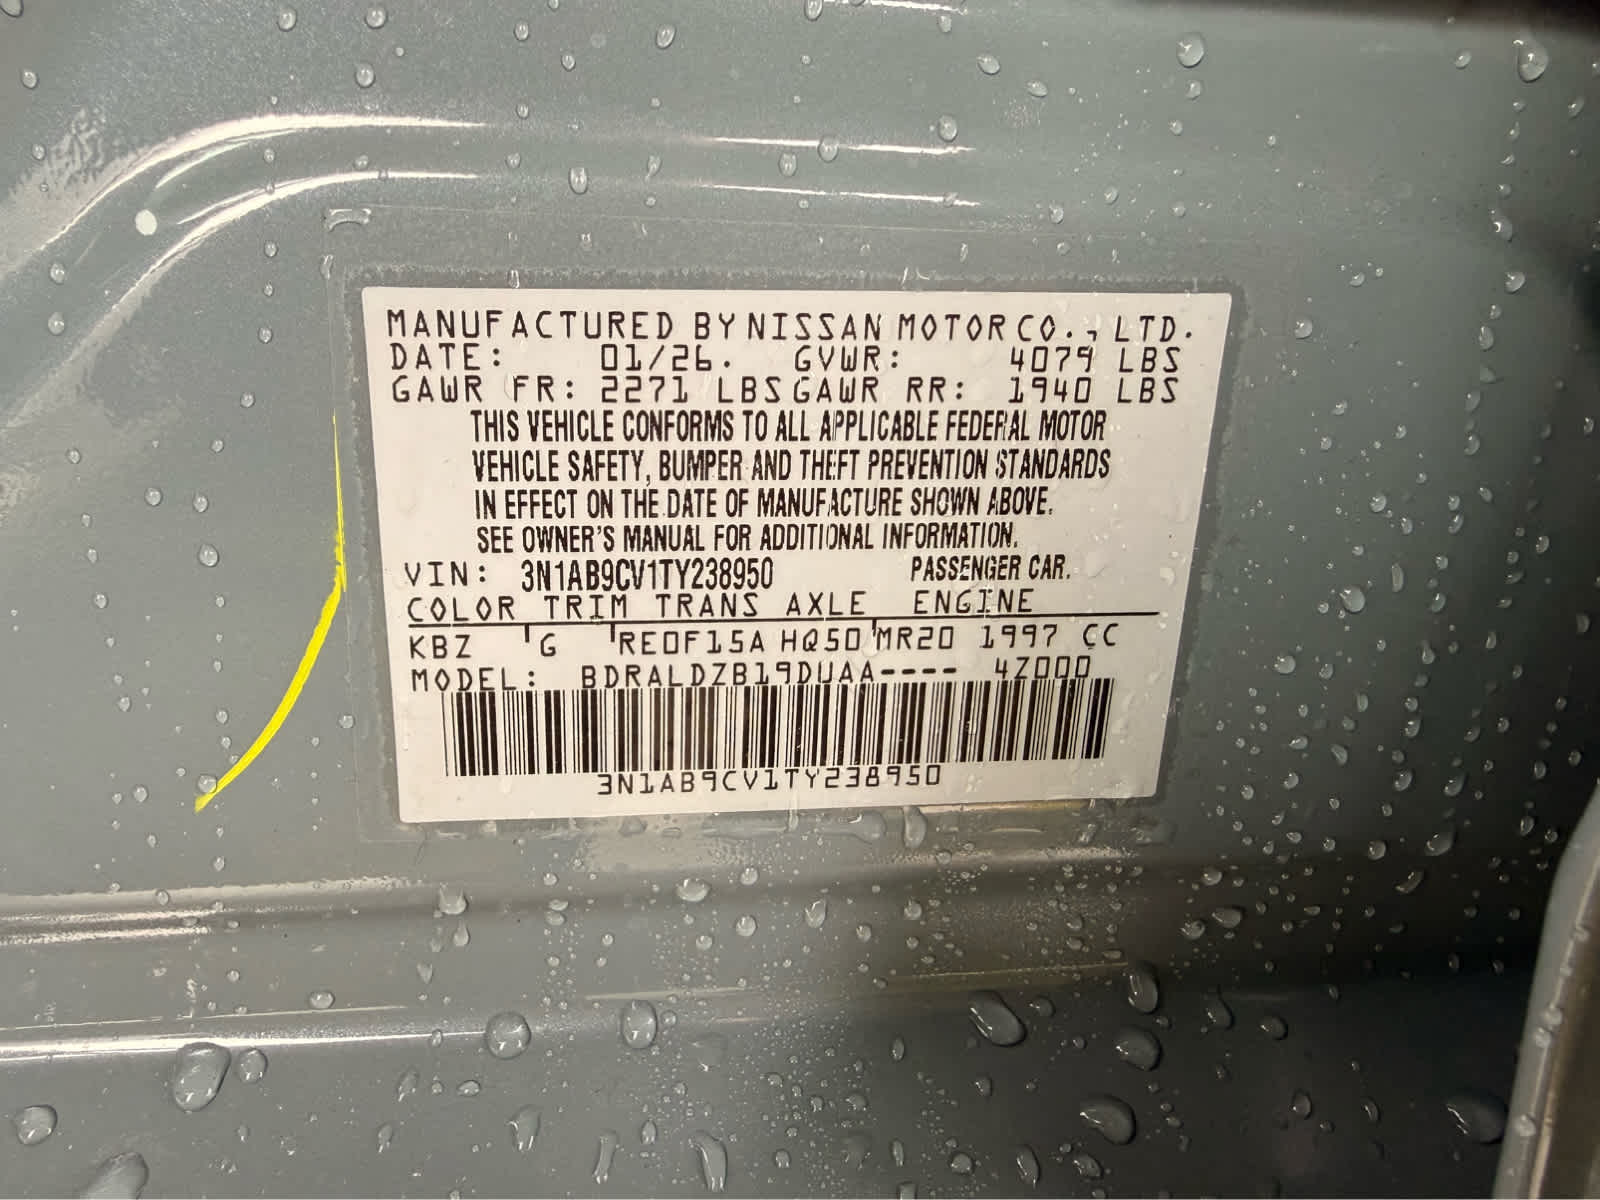 MANUFACTURED BY NISSAN MOTOR CO., LTD.
DATE: 01/26. GVWR: 4079 LBS
GAWR FR: 2271 LBS GAWR RR: 1940 LBS
THIS VEHICLE CONFORMS TO ALL APPLICABLE FEDERAL MOTOR
VEHICLE SAFETY, BUMPER AND THEFT PREVENTION STANDARDS
IN EFFECT ON THE DATE OF MANUFACTURE SHOWN ABOVE.
SEE OWNER'S MANUAL FOR ADDITIONAL INFORMATION.
VIN: 3N1AB9CV1TY238950 PASSENGER CAR.
COLOR TRIM TRANS AXLE ENGINE
KBZ G RE0F15A HQ50 MR20 1997 CC
MODEL: BDRALDZB19DUAA---- 4Z000
3N1AB9CV1TY238950